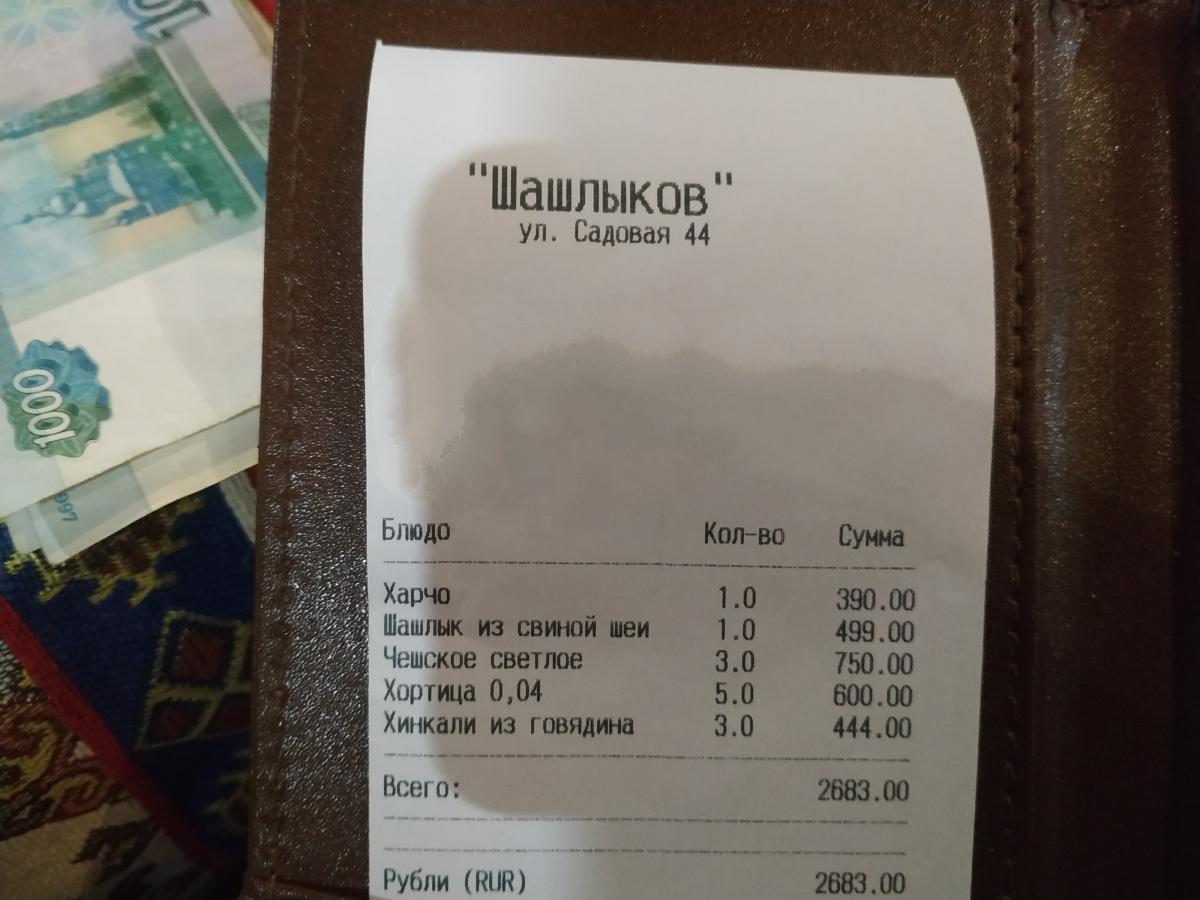 1000
1997
"Шашлыков"
ул. Садовая 44
Блюдо Кол-во Сумма
Харчо 1.0 390.00
Шашлык из свиной шеи 1.0 499.00
Чешское светлое 3.0 750.00
Хортица 0,04 5.0 600.00
Хинкали из говядина 3.0 444.00
Всего: 2683.00
Рубли (RUR) 2683.00